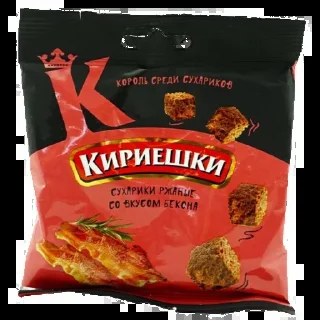 К
КОРОЛЬ СРЕДИ СУХАРИКОВ
КИРИЕШКИ
СУХАРИКИ РЖАНЫЕ
СО ВКУСОМ БЕКОНА